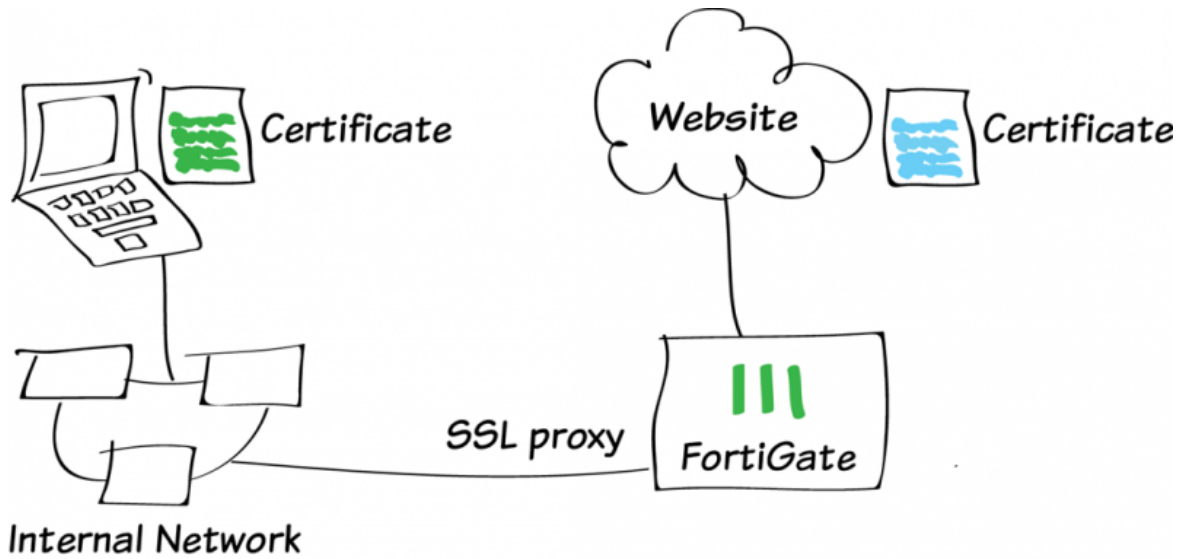 Certificate
Website
Certificate
SSL proxy
FortiGate
Internal Network